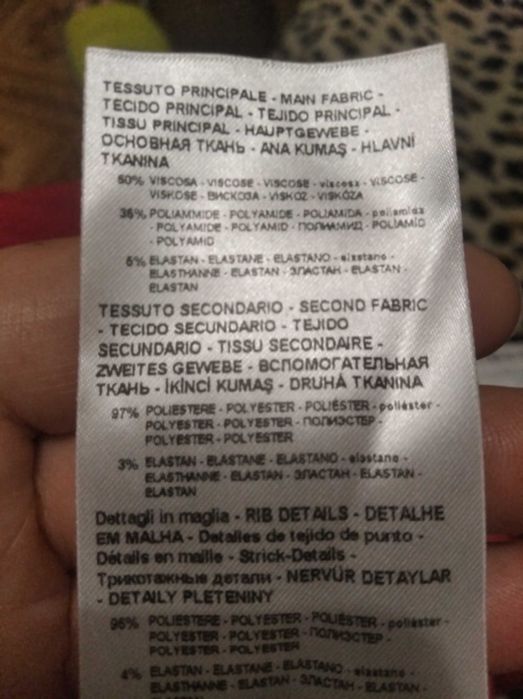 TESSUTO PRINCIPALE - MAIN FABRIC -
TECIDO PRINCIPAL - TEJIDO PRINCIPAL -
TISSU PRINCIPAL - HAUPTGEWEBE -
ОСНОВНАЯ ТКАНЬ - ANA KUMAŞ - HLAVNÍ
TKANINA
60% VISCOSA - VISCOSE - VISCOSE - viscosa - VISCOSE -
VISKOSE - ВИСКОЗА - VISKOZ - VISKÓZA
36% POLIAMMIDE - POLYAMIDE - POLIAMIDA - poliamida
- POLYAMIDE - POLYAMID - ПОЛИАМИД - POLİAMİD
- POLYAMID
5% ELASTAN - ELASTANE - ELASTANO - elastano -
ELASTHANNE - ELASTAN - ЭЛАСТАН - ELASTAN -
ELASTAN
TESSUTO SECONDARIO - SECOND FABRIC
- TECIDO SECUNDARIO - TEJIDO
SECUNDARIO - TISSU SECONDAIRE -
ZWEITES GEWEBE - ВСПОМОГАТЕЛЬНАЯ
ТКАНЬ - İKİNCİ KUMAŞ - DRUHÁ TKANINA
97% POLIESTERE - POLYESTER - POLIÉSTER - poliéster -
POLYESTER - POLYESTER - ПОЛИЭСТЕР -
POLYESTER - POLYESTER
3% ELASTAN - ELASTANE - ELASTANO - elastano -
ELASTHANNE - ELASTAN - ЭЛАСТАН - ELASTAN -
ELASTAN
Dettagli in maglia - RIB DETAILS - DETALHE
EM MALHA - Detalles de tejido de punto -
Détails en maille - Strick-Details -
Трикотажные детали - NERVÜR DETAYLAR
- DETAILY PLETENINY
96% POLIESTERE - POLYESTER - POLIÉSTER - poliéster -
POLYESTER - POLYESTER - ПОЛИЭСТЕР -
POLYESTER - POLYESTER
4% ELASTAN - ELASTANE - ELASTANO - elastano -
ELASTHANNE - ELASTAN - ЭЛАСТАН - ELASTAN -